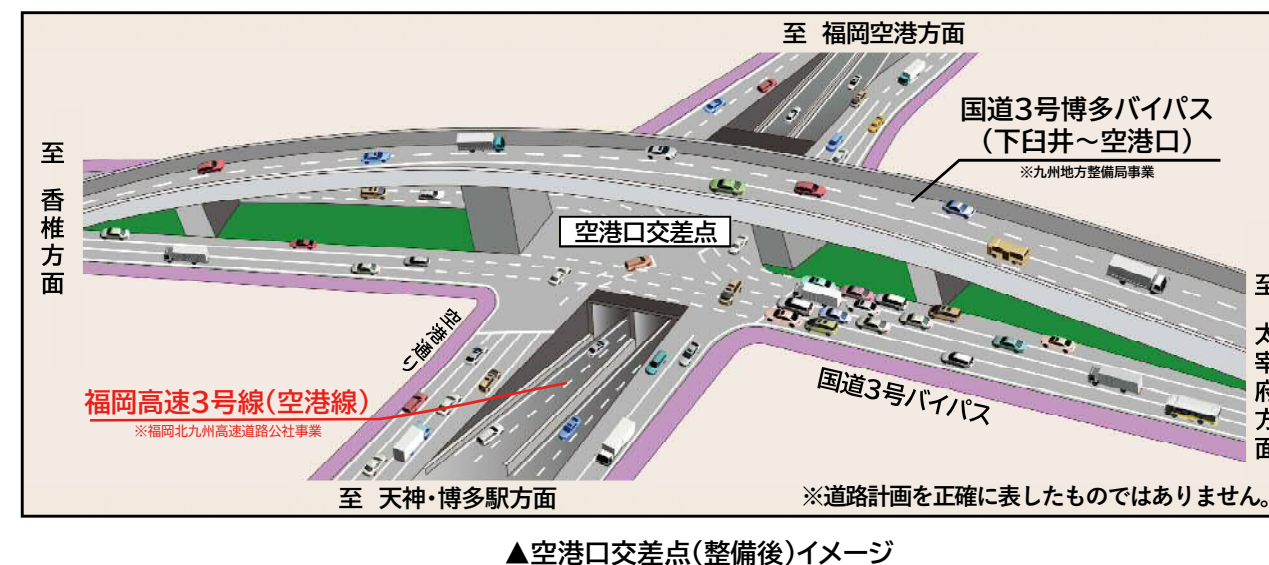 至 福岡空港方面
国道3号博多バイパス
(下臼井～空港口)
※九州地方整備局事業
至 香椎方面
空港口交差点
至 太宰府方面
空港通り
福岡高速3号線(空港線)
※福岡北九州高速道路公社事業
国道3号バイパス
至 天神・博多駅方面
※道路計画を正確に表したものではありません。
▲空港口交差点(整備後)イメージ